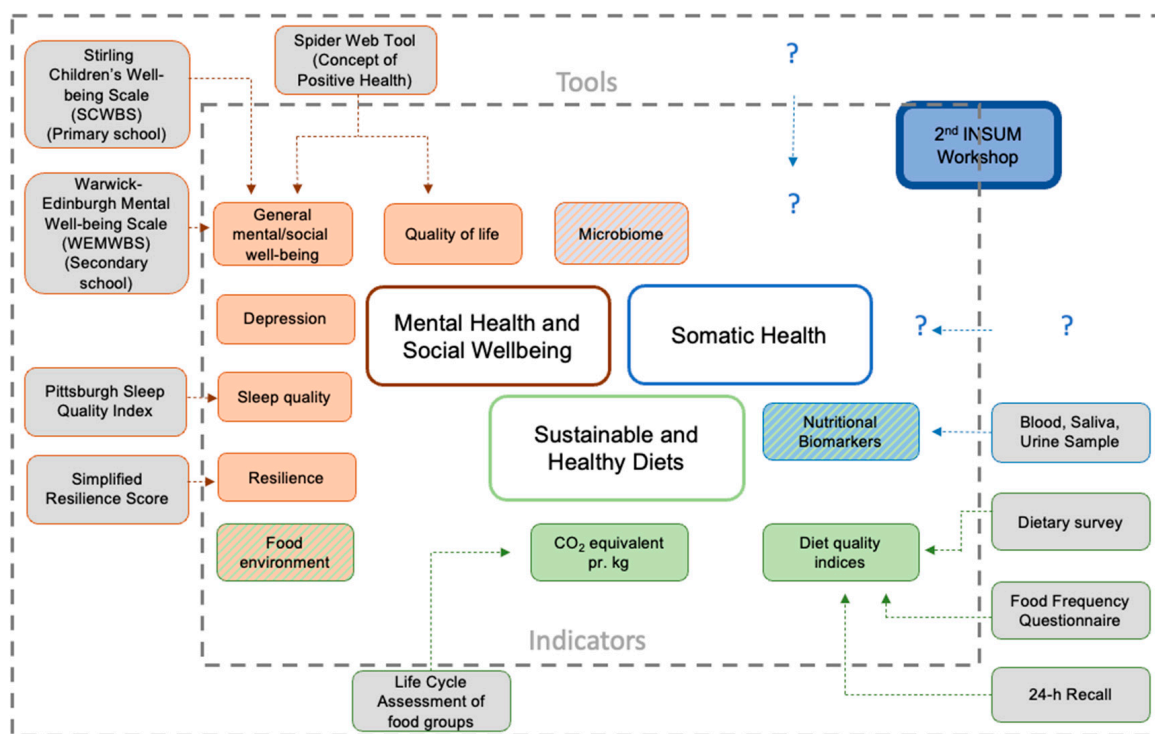 Stirling
Children's Well-
being Scale
(SCWBS)
(Primary school)
Spider Web Tool
(Concept of
Positive Health)
Tools
?
2nd INSUM
Workshop
Warwick-
Edinburgh Mental
Well-being Scale
(WEMWBS)
(Secondary
school)
General
mental/social
well-being
Quality of life
Microbiome
?
Depression
Mental Health and
Social Wellbeing
Somatic Health
?
?
Pittsburgh Sleep
Quality Index
Sleep quality
Sustainable and
Healthy Diets
Nutritional
Biomarkers
Blood, Saliva,
Urine Sample
Simplified
Resilience Score
Resilience
Food
environment
CO2 equivalent
pr. kg
Diet quality
indices
Dietary survey
Food Frequency
Questionnaire
Indicators
Life Cycle
Assessment of
food groups
24-h Recall